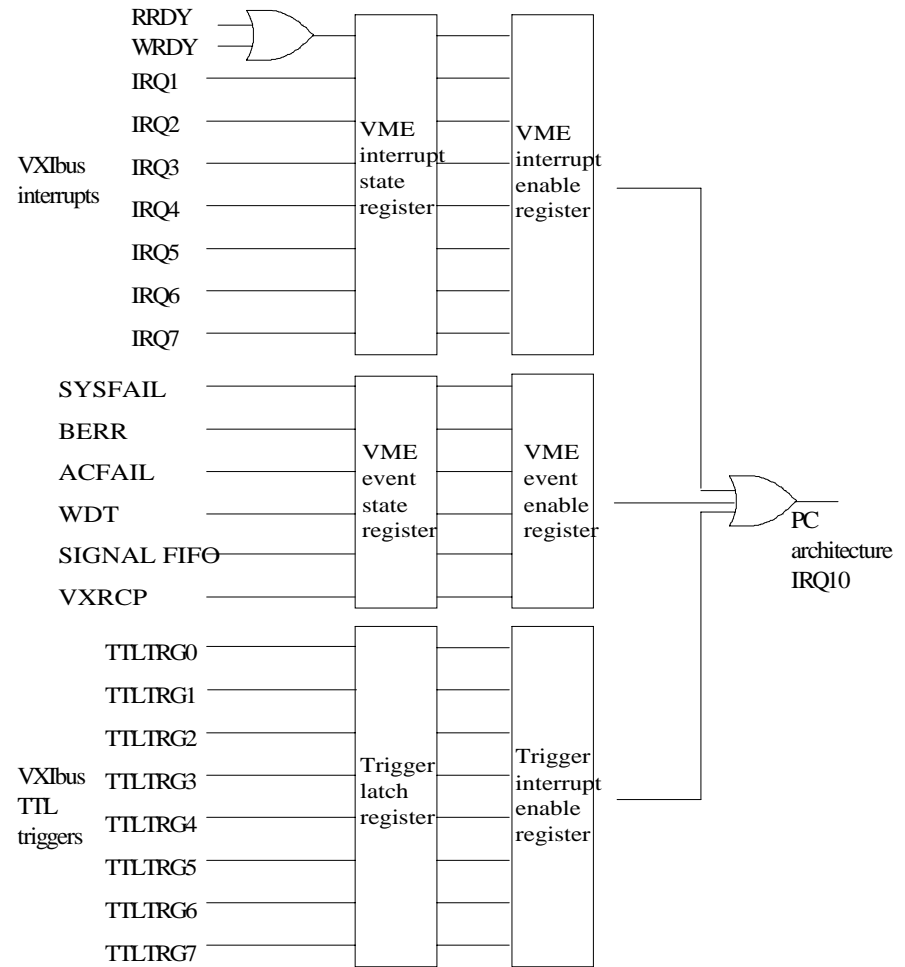 RRDY
WRDY
IRQ1
IRQ2
IRQ3
IRQ4
IRQ5
IRQ6
IRQ7
VXIbus
interrupts
VME
interrupt
state
register
VME
interrupt
enable
register
SYSFAIL
BERR
ACFAIL
WDT
SIGNAL FIFO
VXRCP
VME
event
state
register
VME
event
enable
register
PC
architecture
IRQ10
TTLTRG0
TTLTRG1
TTLTRG2
TTLTRG3
TTLTRG4
TTLTRG5
TTLTRG6
TTLTRG7
VXIbus
TTL
triggers
Trigger
latch
register
Trigger
interrupt
enable
register